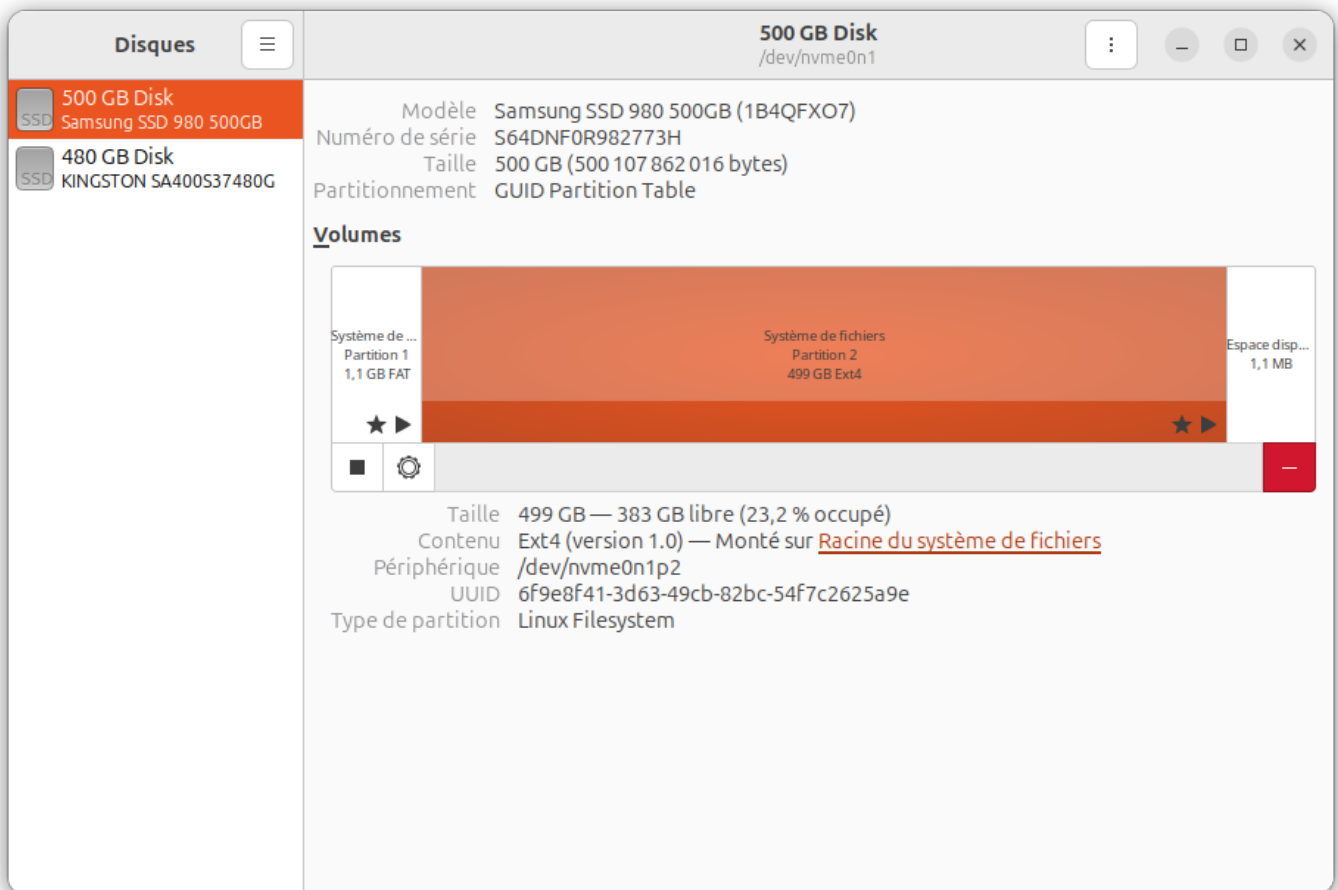 Disques
500 GB Disk
/dev/nvme0n1
500 GB Disk
SSD Samsung SSD 980 500GB
480 GB Disk
SSD KINGSTON SA400S37480G
Modèle Samsung SSD 980 500GB (1B4QFXO7)
Numéro de série S64DNF0R982773H
Taille 500 GB (500 107 862 016 bytes)
Partitionnement GUID Partition Table
Volumes
Système de ...
Partition 1
1,1 GB FAT
Système de fichiers
Partition 2
499 GB Ext4
Espace disp...
1,1 MB
Taille 499 GB — 383 GB libre (23,2 % occupé)
Contenu Ext4 (version 1.0) — Monté sur Racine du système de fichiers
Périphérique /dev/nvme0n1p2
UUID 6f9e8f41-3d63-49cb-82bc-54f7c2625a9e
Type de partition Linux Filesystem